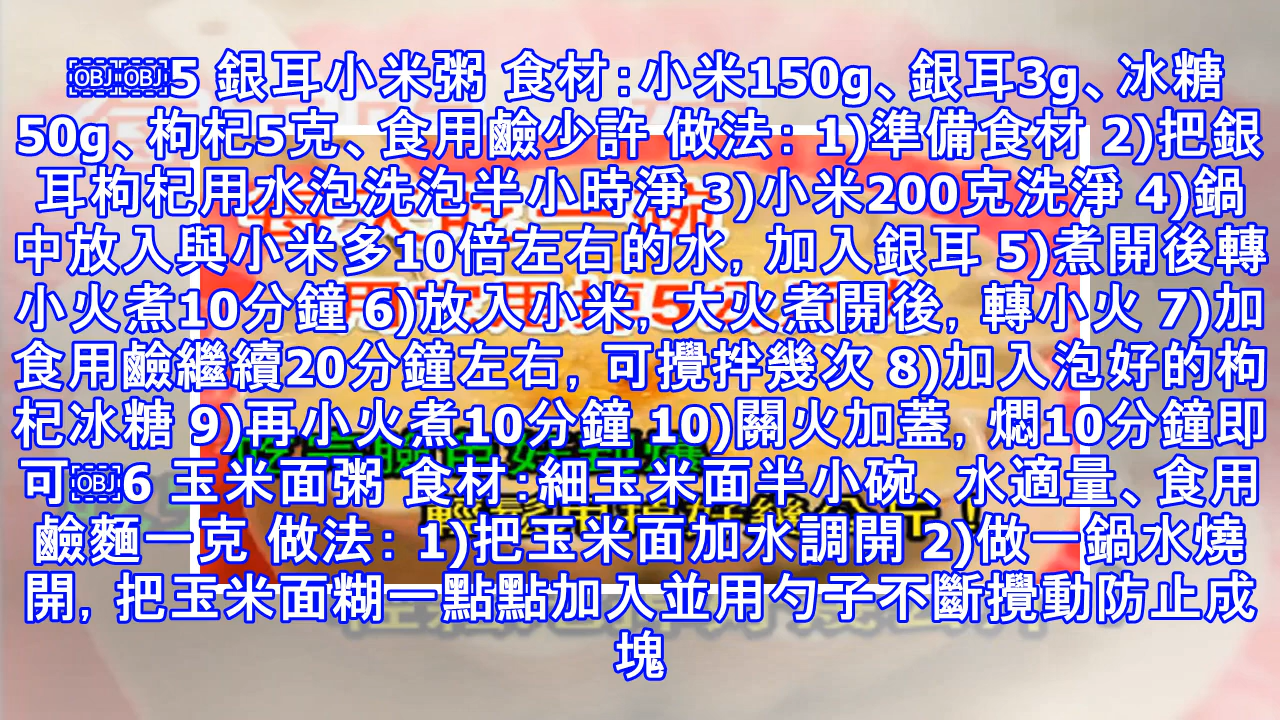 ￼￼5 銀耳小米粥 食材：小米150g、銀耳3g、冰糖
50g、枸杞5克、食用鹼少許 做法： 1)準備食材 2)把銀
耳枸杞用水泡洗泡半小時淨 3)小米200克洗淨 4)鍋
中放入與小米多10倍左右的水，加入銀耳 5)煮開後轉
小火煮10分鐘 6)放入小米，大火煮開後，轉小火 7)加
食用鹼繼續20分鐘左右，可攪拌幾次 8)加入泡好的枸
杞冰糖 9)再小火煮10分鐘 10)關火加蓋，燜10分鐘即
可￼6 玉米面粥 食材：細玉米面半小碗、水適量、食用
鹼麵一克 做法： 1)把玉米面加水調開 2)做一鍋水燒
開，把玉米面糊一點點加入並用勺子不斷攪動防止成
塊